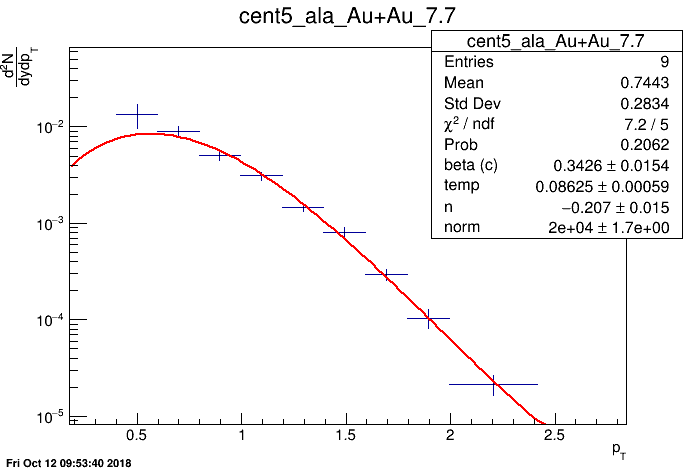 cent5_ala_Au+Au_7.7
d²N
dydp_T
cent5_ala_Au+Au_7.7
Entries 9
Mean 0.7443
Std Dev 0.2834
χ² / ndf 7.2 / 5
Prob 0.2062
beta (c) 0.3426 ± 0.0154
temp 0.08625 ± 0.00059
n −0.207 ± 0.015
norm 2e+04 ± 1.7e+00
10⁻²
10⁻³
10⁻⁴
10⁻⁵
0.5 1 1.5 2 2.5
p_T
Fri Oct 12 09:53:40 2018